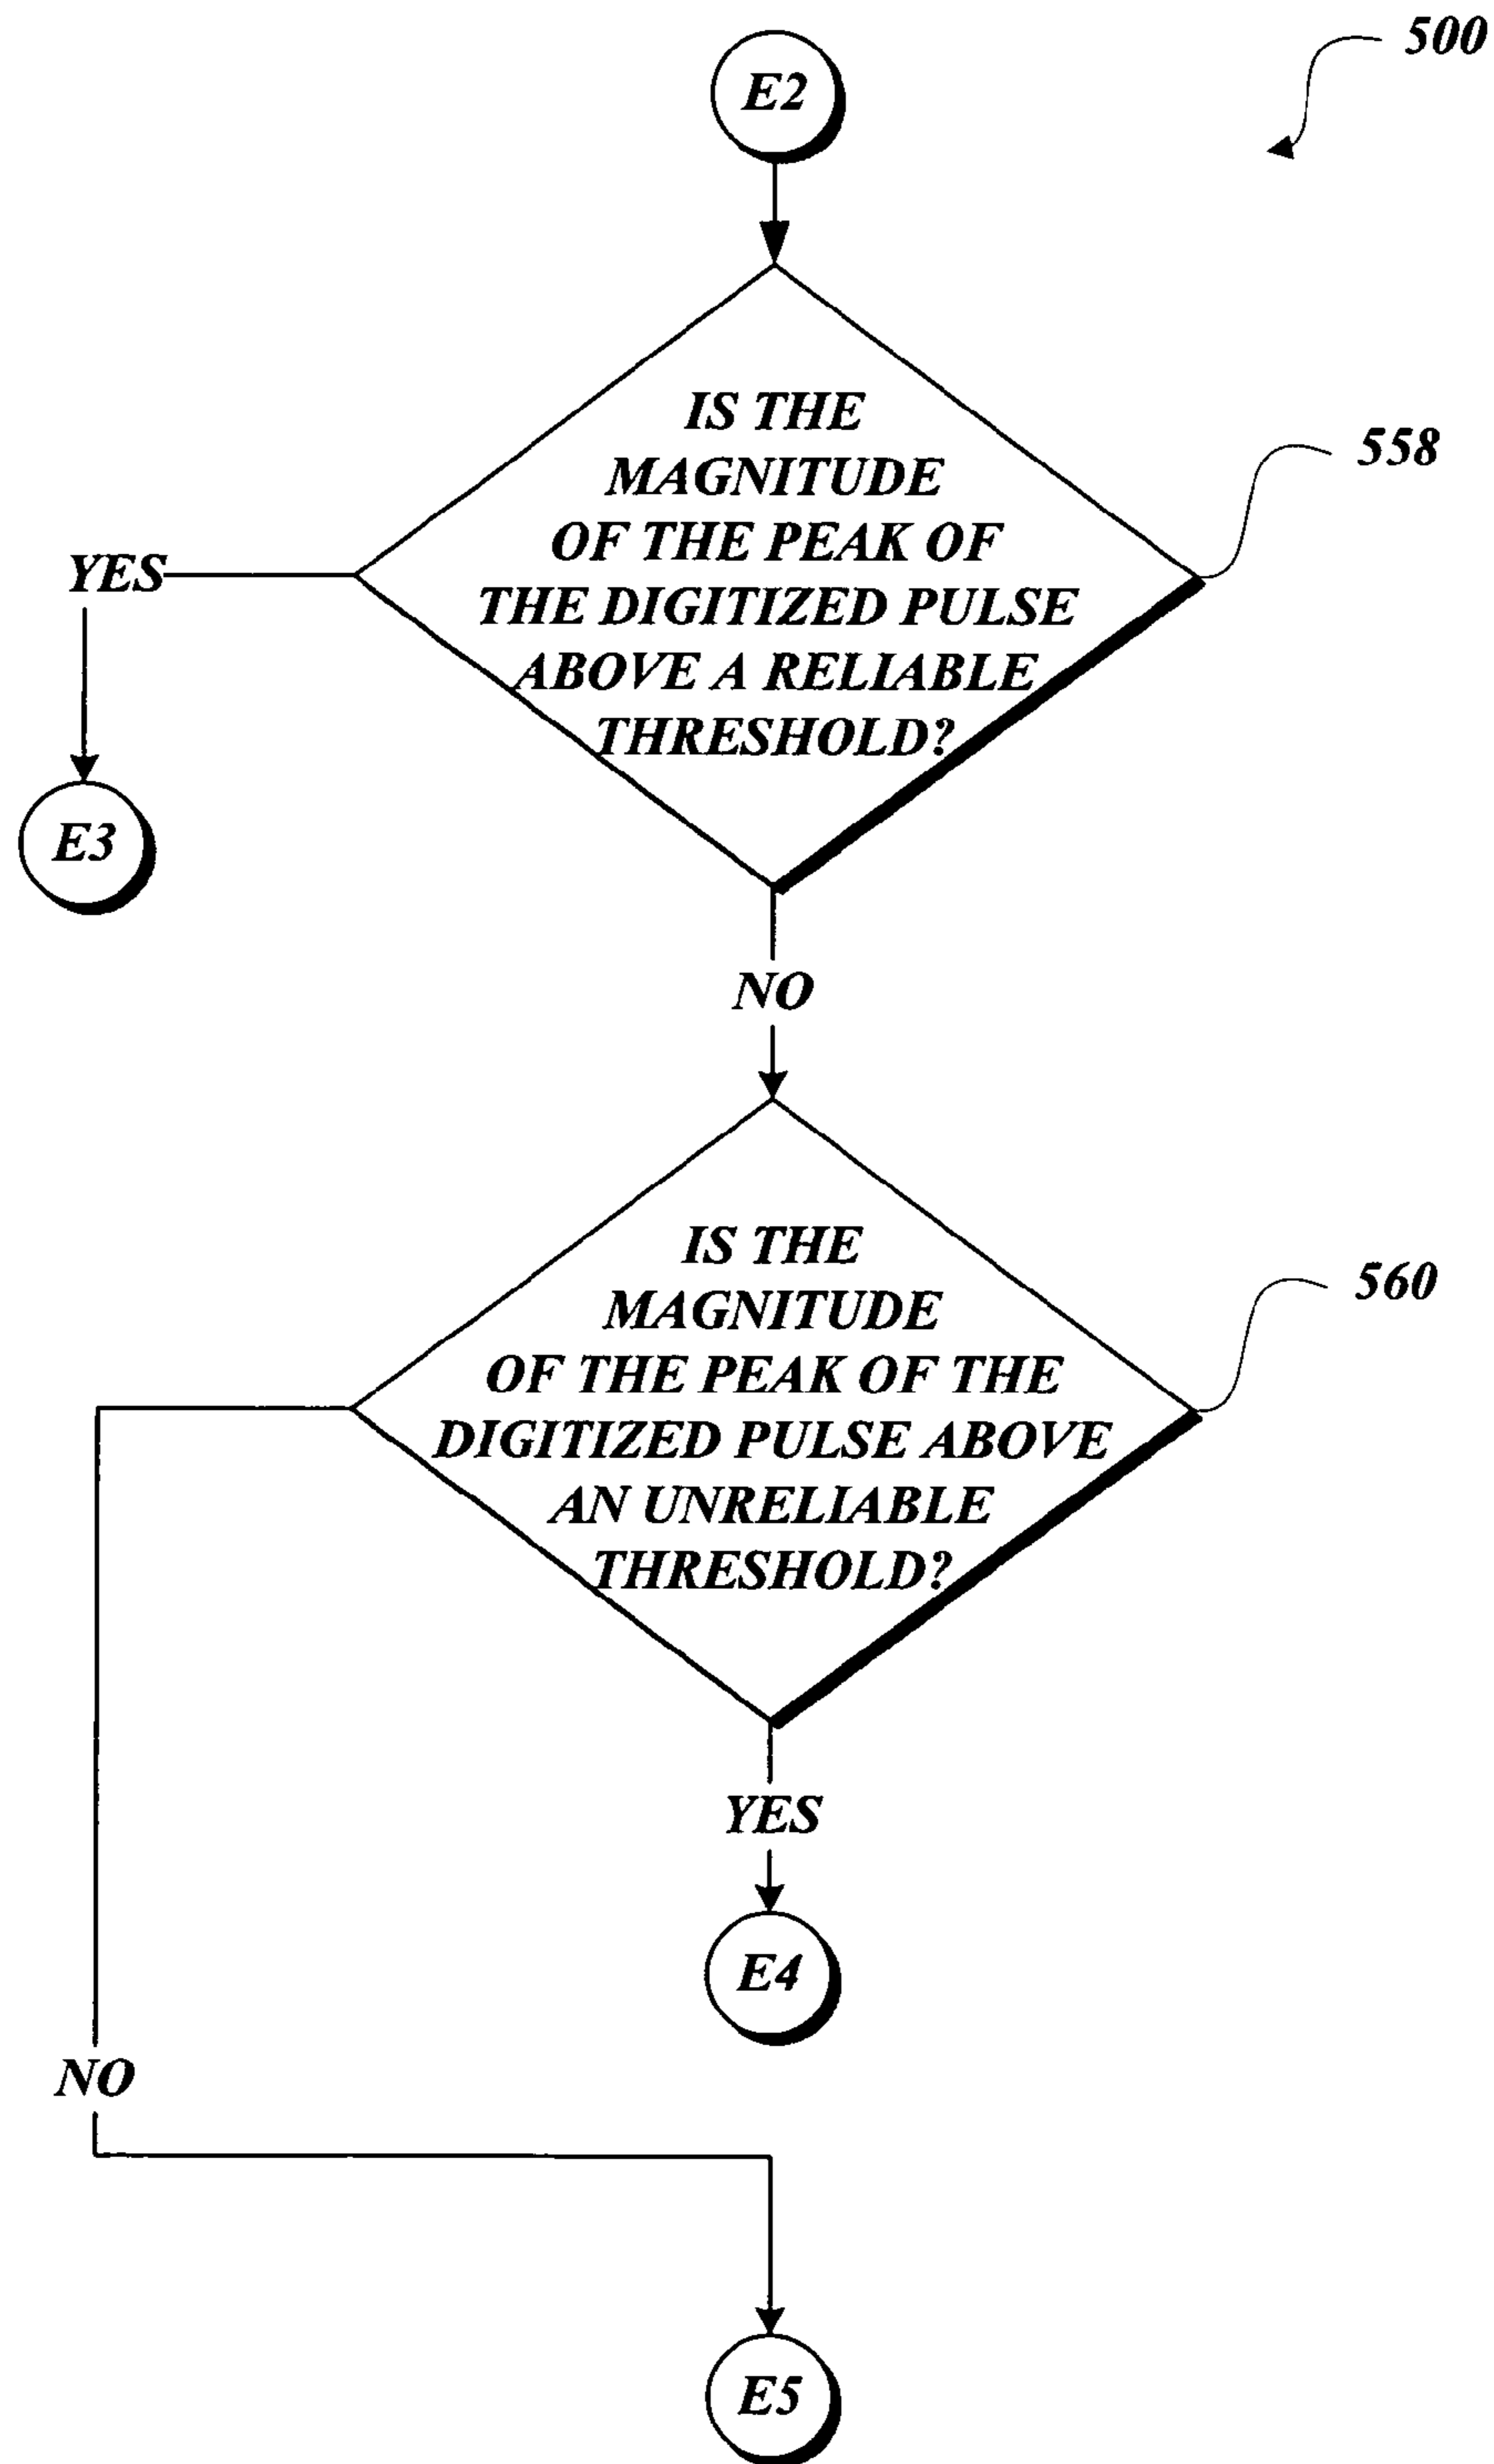 500
E2
IS THE
MAGNITUDE
OF THE PEAK OF
THE DIGITIZED PULSE
ABOVE A RELIABLE
THRESHOLD?
558
YES
E3
NO
IS THE
MAGNITUDE
OF THE PEAK OF THE
DIGITIZED PULSE ABOVE
AN UNRELIABLE
THRESHOLD?
560
YES
E4
NO
E5